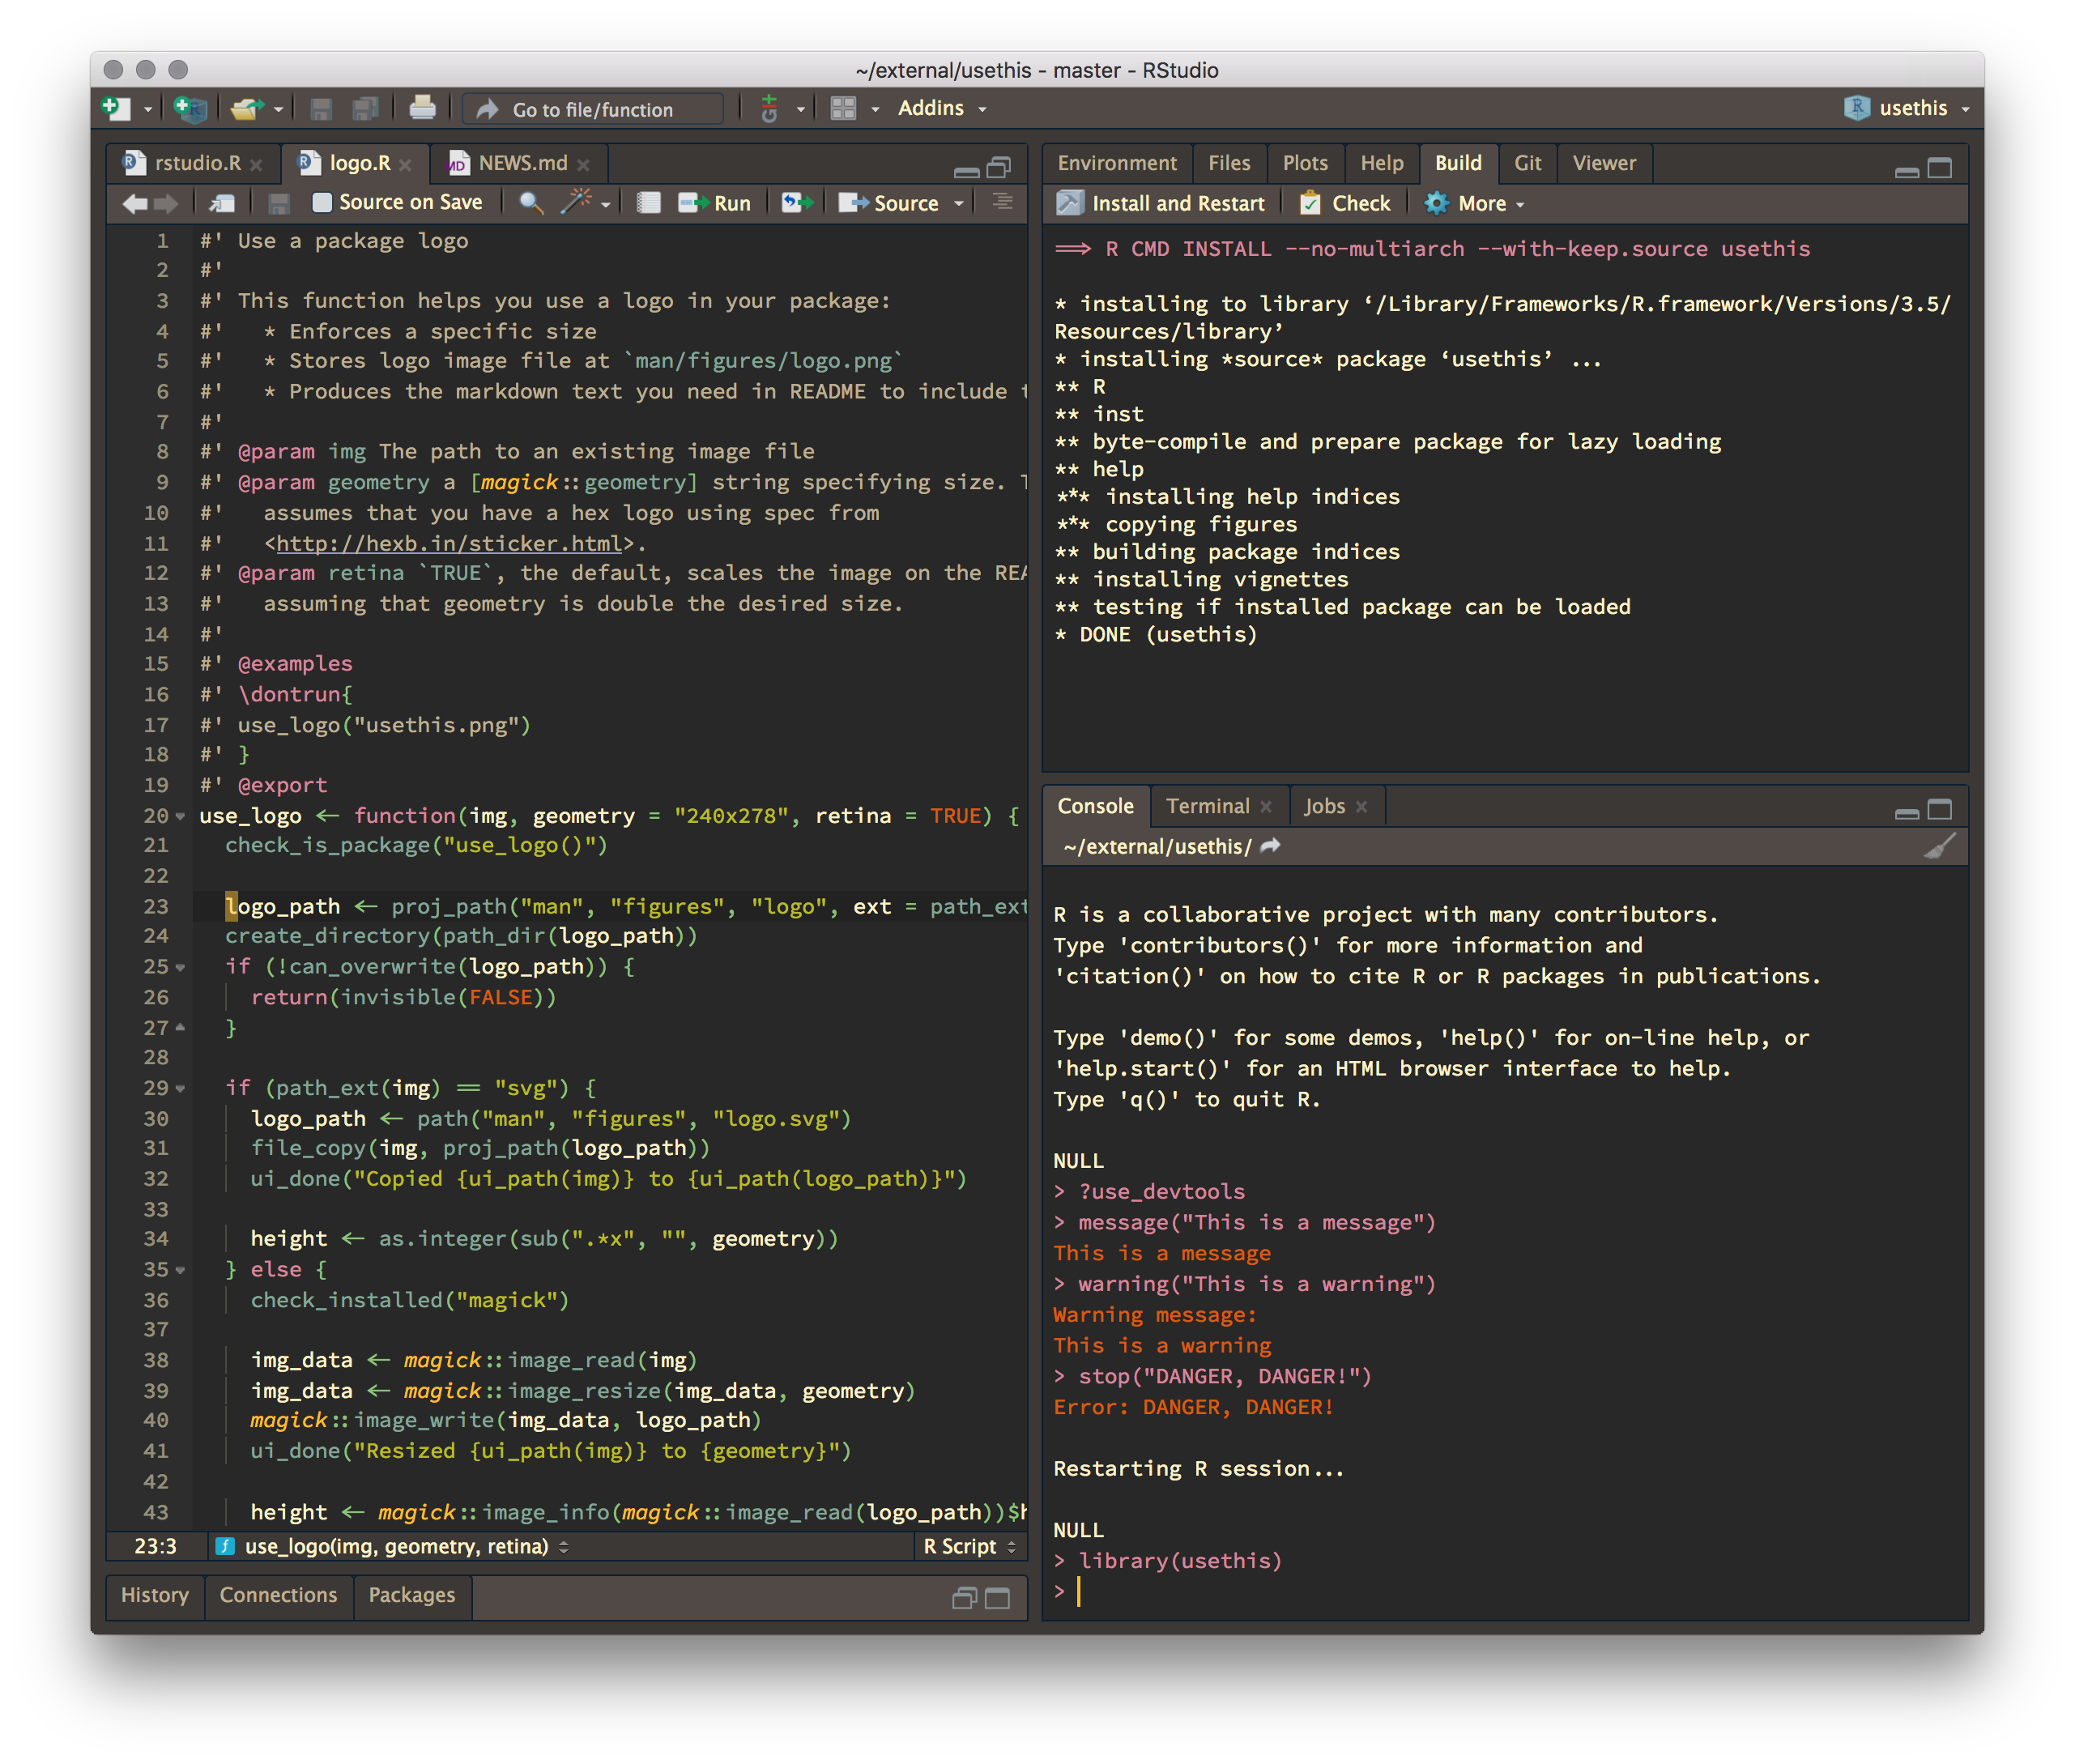 ~/external/usethis - master - RStudio
Go to file/function
Addins
usethis
rstudio.R
logo.R
NEWS.md
Source on Save
Run
Source
1 #' Use a package logo
2 #'
3 #' This function helps you use a logo in your package:
4 #'   * Enforces a specific size
5 #'   * Stores logo image file at `man/figures/logo.png`
6 #'   * Produces the markdown text you need in README to include
7 #'
8 #' @param img The path to an existing image file
9 #' @param geometry a [magick::geometry] string specifying size.
10 #'   assumes that you have a hex logo using spec from
11 #'   <http://hexb.in/sticker.html>.
12 #' @param retina `TRUE`, the default, scales the image on the
13 #'   assuming that geometry is double the desired size.
14 #'
15 #' @examples
16 #' \dontrun{
17 #' use_logo("usethis.png")
18 #' }
19 #' @export
20 use_logo <- function(img, geometry = "240x278", retina = TRUE) {
21   check_is_package("use_logo()")
22
23   logo_path <- proj_path("man", "figures", "logo", ext = path_ext
24   create_directory(path_dir(logo_path))
25   if (!can_overwrite(logo_path)) {
26     return(invisible(FALSE))
27   }
28
29   if (path_ext(img) == "svg") {
30     logo_path <- path("man", "figures", "logo.svg")
31     file_copy(img, proj_path(logo_path))
32     ui_done("Copied {ui_path(img)} to {ui_path(logo_path)}")
33
34     height <- as.integer(sub(".*x", "", geometry))
35   } else {
36     check_installed("magick")
37
38     img_data <- magick::image_read(img)
39     img_data <- magick::image_resize(img_data, geometry)
40     magick::image_write(img_data, logo_path)
41     ui_done("Resized {ui_path(img)} to {geometry}")
42
43     height <- magick::image_info(magick::image_read(logo_path))$h
23:3
use_logo(img, geometry, retina)
R Script
History
Connections
Packages
Environment
Files
Plots
Help
Build
Git
Viewer
Install and Restart
Check
More
==> R CMD INSTALL --no-multiarch --with-keep.source usethis
* installing to library ‘/Library/Frameworks/R.framework/Versions/3.5/
Resources/library’
* installing *source* package ‘usethis’ ...
** R
** inst
** byte-compile and prepare package for lazy loading
** help
*** installing help indices
*** copying figures
** building package indices
** installing vignettes
** testing if installed package can be loaded
* DONE (usethis)
Console
Terminal
Jobs
~/external/usethis/
R is a collaborative project with many contributors.
Type 'contributors()' for more information and
'citation()' on how to cite R or R packages in publications.
Type 'demo()' for some demos, 'help()' for on-line help, or
'help.start()' for an HTML browser interface to help.
Type 'q()' to quit R.
NULL
> ?use_devtools
> message("This is a message")
This is a message
> warning("This is a warning")
Warning message:
This is a warning
> stop("DANGER, DANGER!")
Error: DANGER, DANGER!
Restarting R session...
NULL
> library(usethis)
>